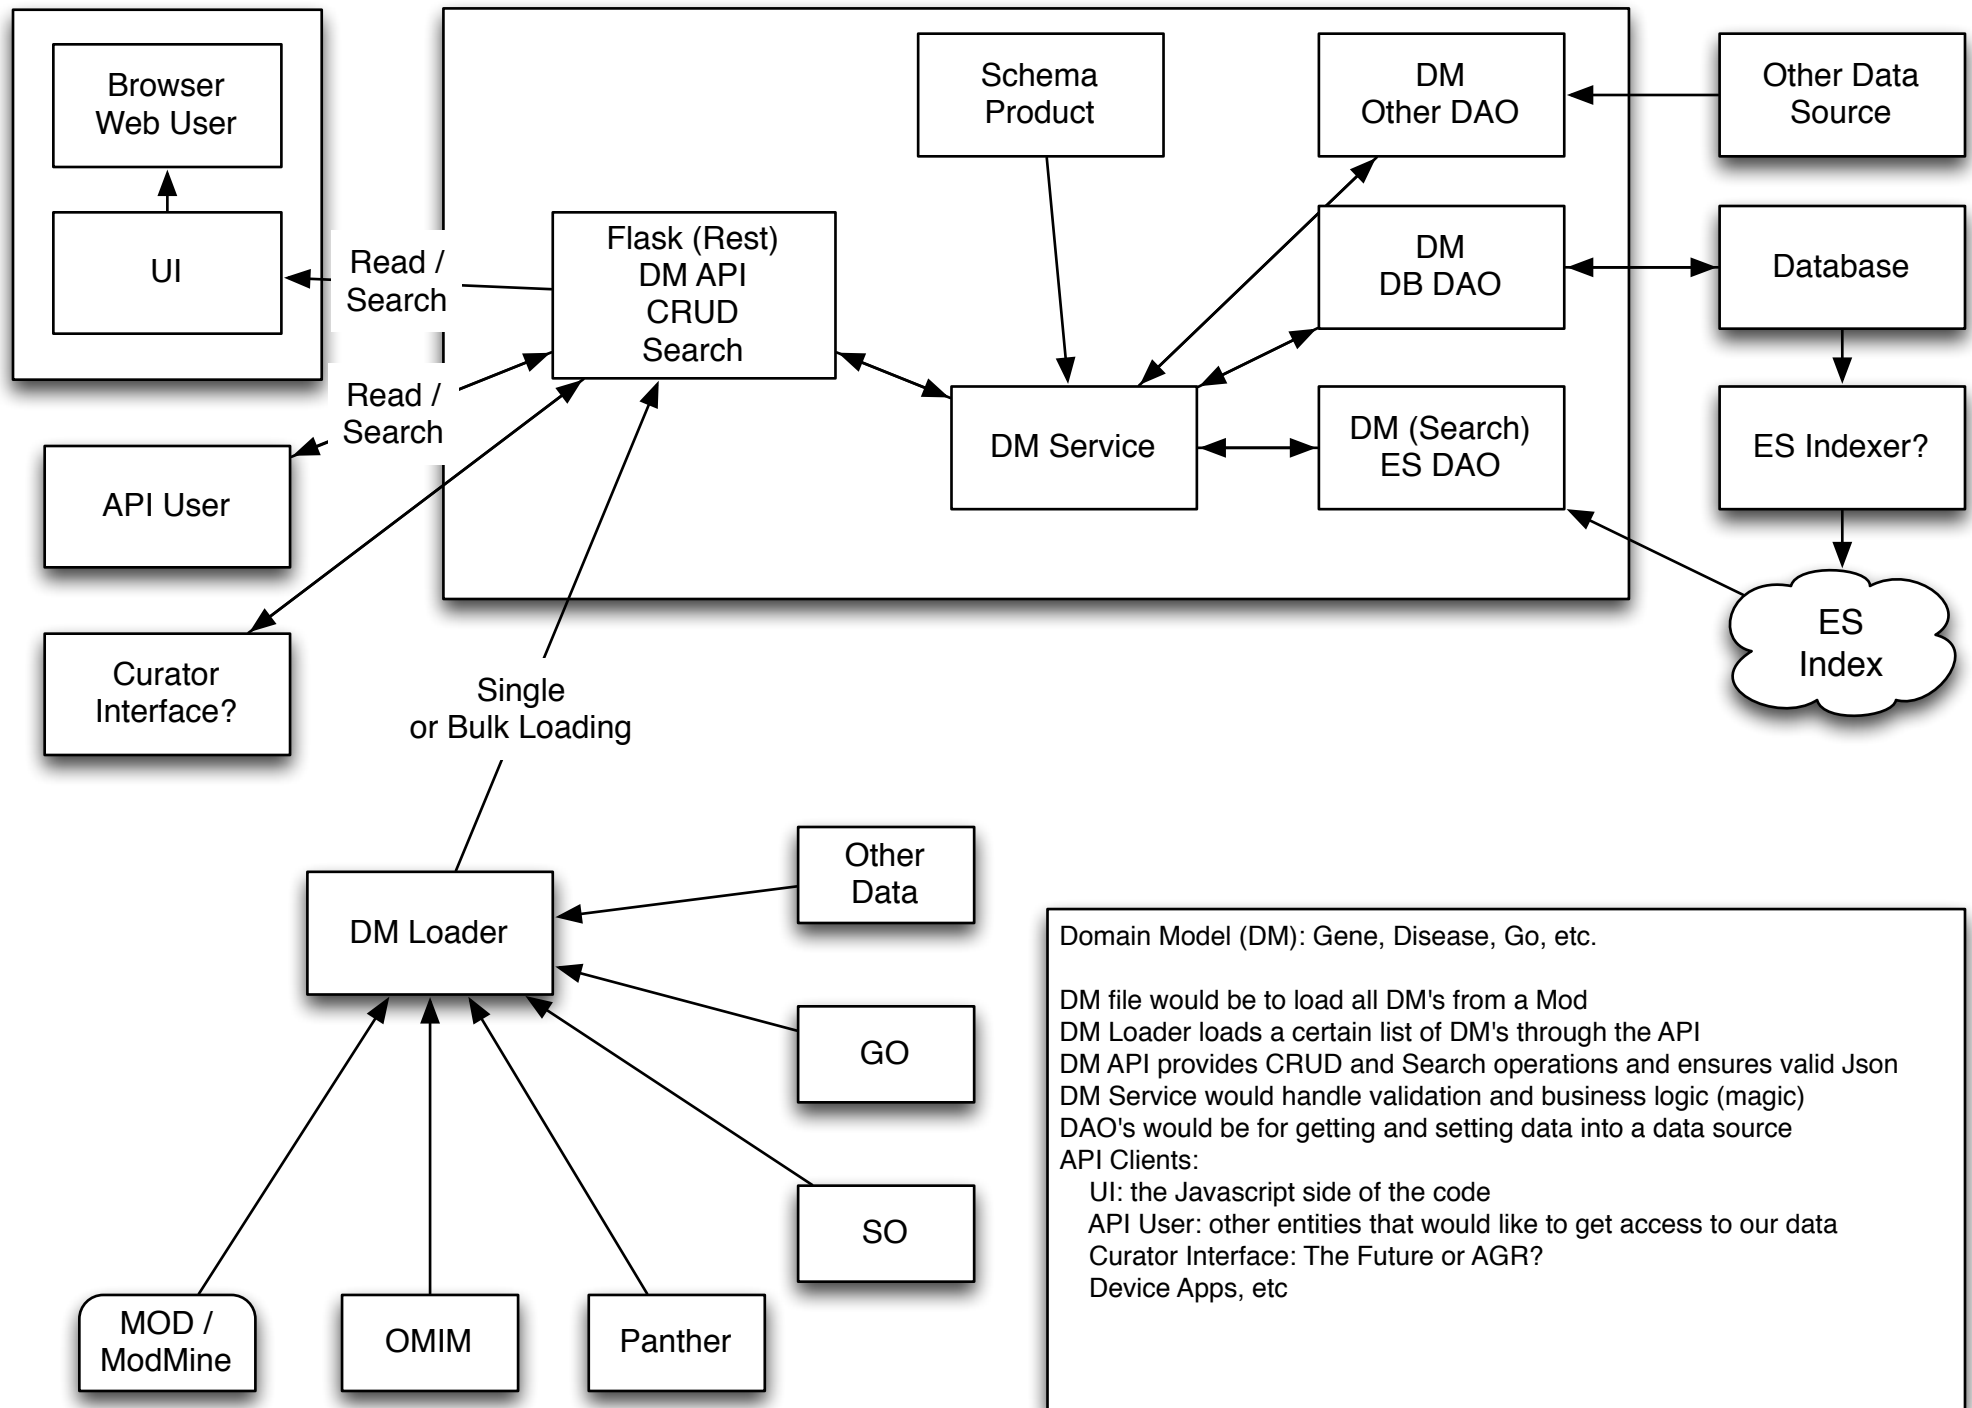 Browser
Web User
UI
Read /
Search
Read /
Search
API User
Curator
Interface?
Flask (Rest)
DM API
CRUD
Search
Schema
Product
DM Service
DM
Other DAO
DM
DB DAO
DM (Search)
ES DAO
Other Data
Source
Database
ES Indexer?
ES
Index
Single
or Bulk Loading
DM Loader
Other
Data
GO
SO
MOD /
ModMine
OMIM
Panther
Domain Model (DM): Gene, Disease, Go, etc.
DM file would be to load all DM's from a Mod
DM Loader loads a certain list of DM's through the API
DM API provides CRUD and Search operations and ensures valid Json
DM Service would handle validation and business logic (magic)
DAO's would be for getting and setting data into a data source
API Clients:
UI: the Javascript side of the code
API User: other entities that would like to get access to our data
Curator Interface: The Future or AGR?
Device Apps, etc